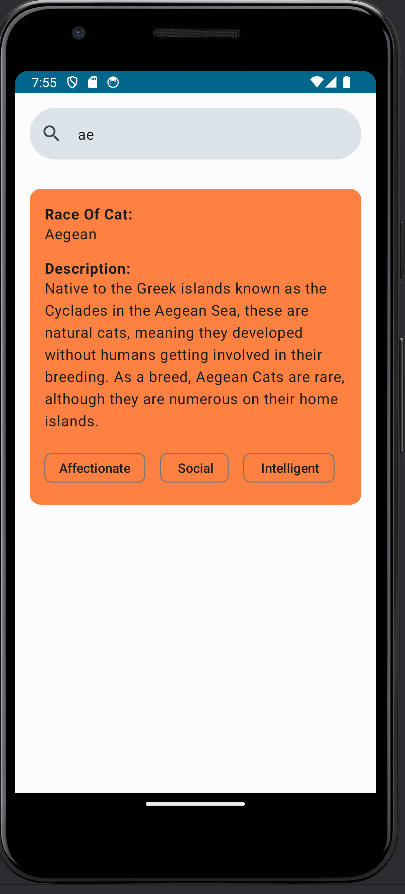 7:55
ae
Race Of Cat:
Aegean
Description:
Native to the Greek islands known as the
Cyclades in the Aegean Sea, these are
natural cats, meaning they developed
without humans getting involved in their
breeding. As a breed, Aegean Cats are rare,
although they are numerous on their home
islands.
Affectionate Social Intelligent